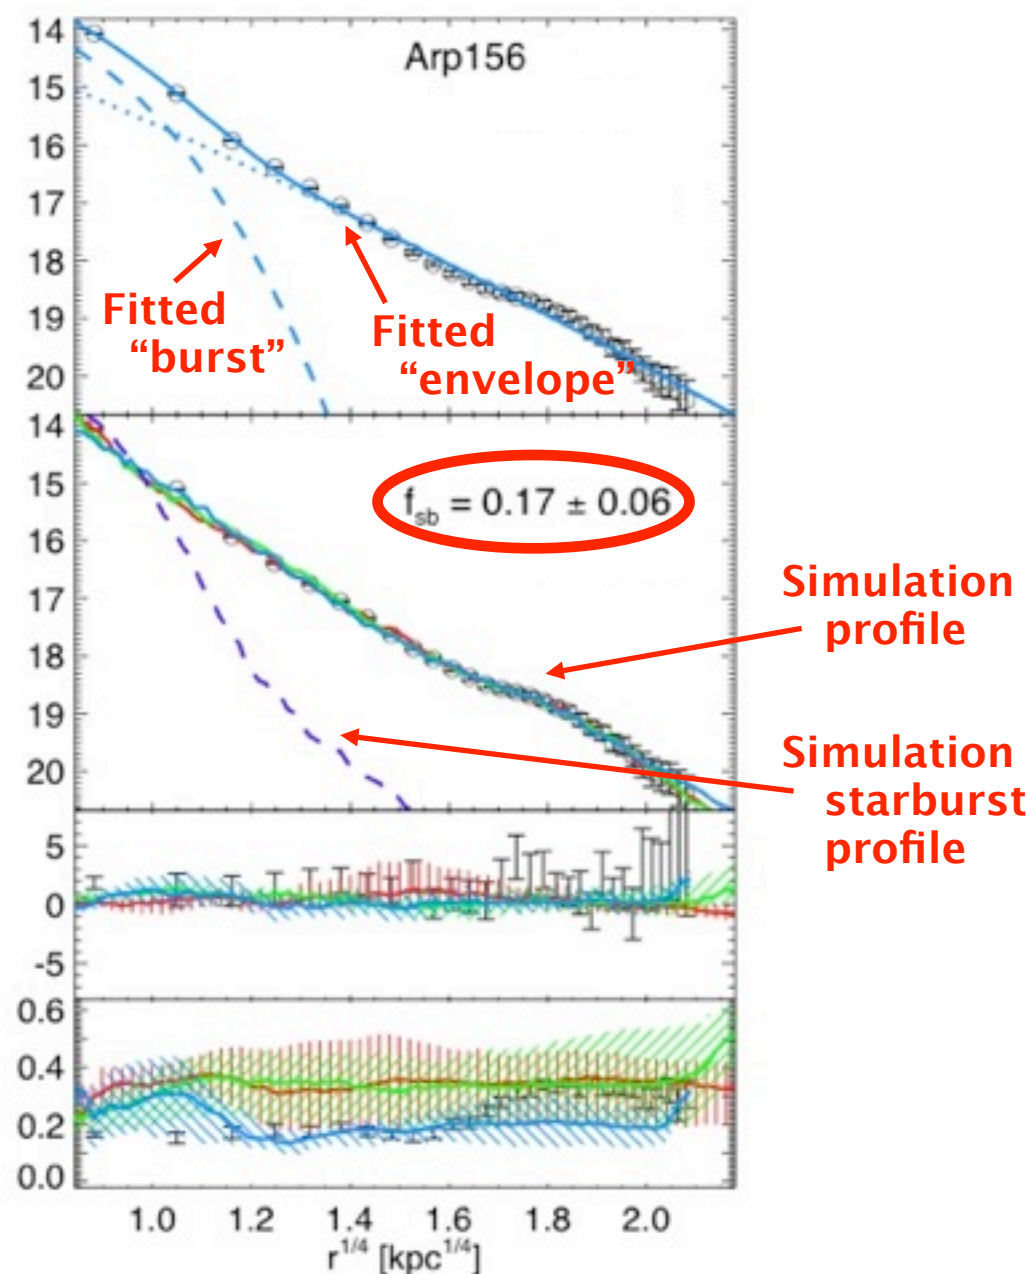 Arp156
14
15
16
17
18
19
20
Fitted
“burst”
Fitted
“envelope”
14
15
16
17
18
19
20
f_sb = 0.17 ± 0.06
Simulation
profile
Simulation
starburst
profile
5
0
-5
0.6
0.4
0.2
0.0
1.0 1.2 1.4 1.6 1.8 2.0
r^1/4 [kpc^1/4]